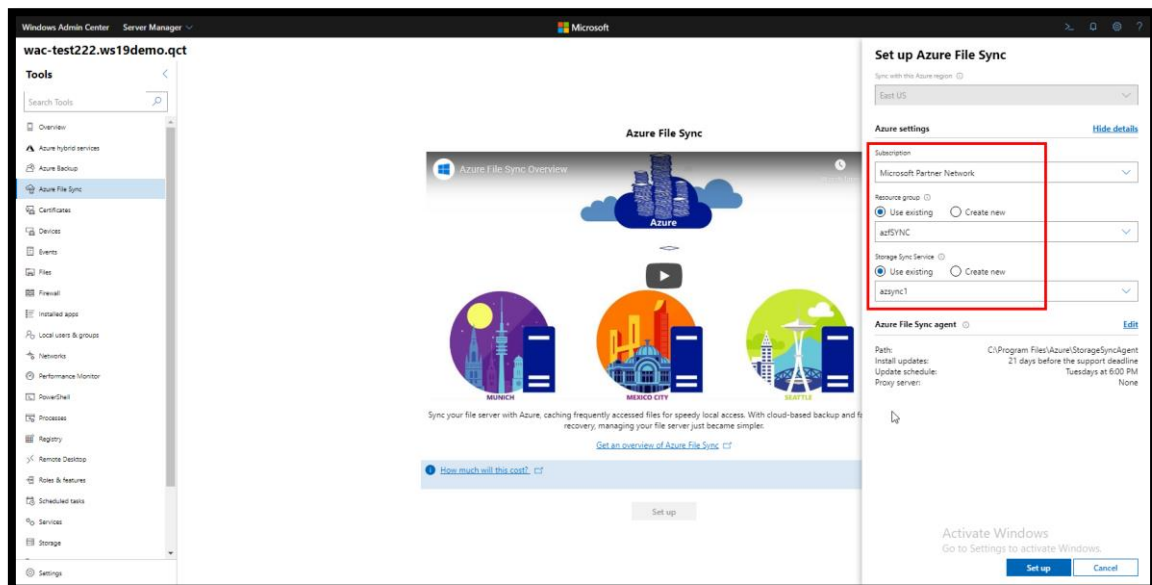 Windows Admin Center Server Manager
Microsoft
wac-test222.ws19demo.qct
Tools
Search Tools
Overview
Azure hybrid services
Azure Backup
Azure File Sync
Certificates
Devices
Events
Files
Firewall
Installed apps
Local users & groups
Networks
Performance Monitor
PowerShell
Processes
Registry
Remote Desktop
Roles & features
Scheduled tasks
Services
Storage
Settings
Azure File Sync
Azure File Sync Overview
Azure
MUNICH
MEXICO CITY
SEATTLE
Sync your file server with Azure, caching frequently accessed files for speedy local access. With cloud-based backup and
recovery, managing your file server just became simpler.
Get an overview of Azure File Sync
How much will this cost?
Set up
Set up Azure File Sync
Sync with this Azure region
East US
Azure settings Hide details
Subscription
Microsoft Partner Network
Resource group
Use existing Create new
azfSYNC
Storage Sync Service
Use existing Create new
azsync1
Azure File Sync agent Edit
Path: C:\Program Files\Azure\StorageSyncAgent
Install updates: 21 days before the support deadline
Update schedule: Tuesdays at 6:00 PM
Proxy server: None
Activate Windows
Go to Settings to activate Windows.
Set up Cancel